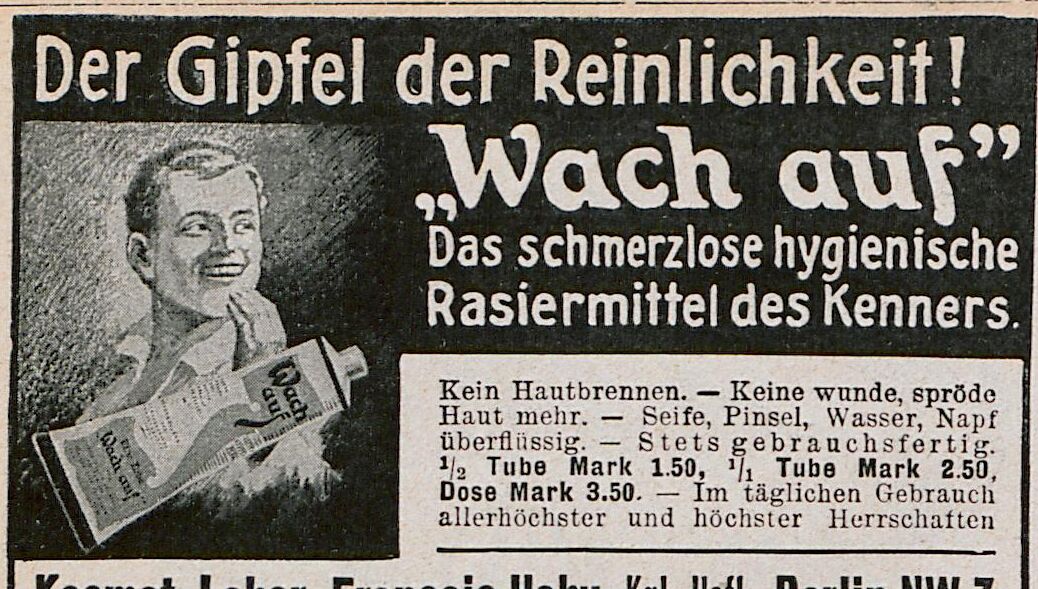 Der Gipfel der Reinlichkeit!
„Wach auf”
Das schmerzlose hygienische
Rasiermittel des Kenners.
Wach
auf
Wach auf
Kein Hautbrennen. — Keine wunde, spröde
Haut mehr. — Seife, Pinsel, Wasser, Napf
überflüssig. — Stets gebrauchsfertig.
1/2 Tube Mark 1.50, 1/1 Tube Mark 2.50,
Dose Mark 3.50. — Im täglichen Gebrauch
allerhöchster und höchster Herrschaften